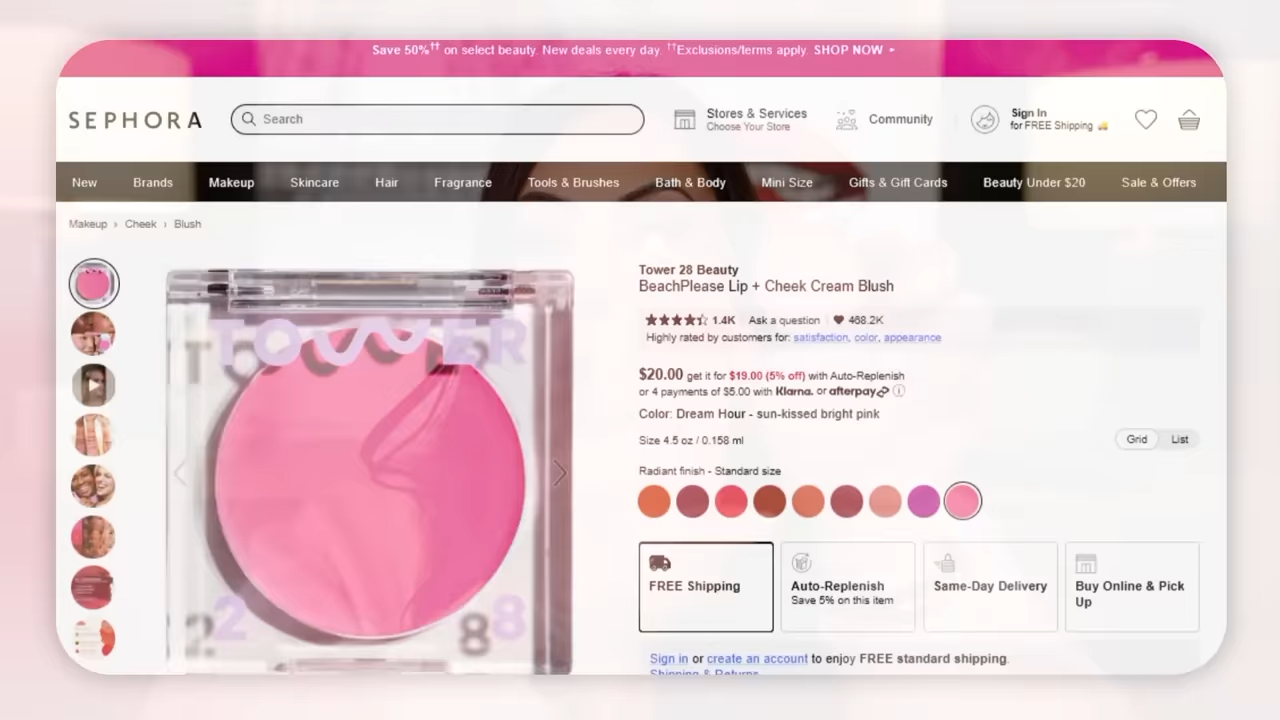 Save 50%†† on select beauty. New deals every day. ††Exclusions/terms apply. SHOP NOW ▸
SEPHORA
Search
Stores & Services
Choose Your Store
Community
Sign In
for FREE Shipping 🚚
New Brands Makeup Skincare Hair Fragrance Tools & Brushes Bath & Body Mini Size Gifts & Gift Cards Beauty Under $20 Sale & Offers
Makeup › Cheek › Blush
TOWER
28
Tower 28 Beauty
BeachPlease Lip + Cheek Cream Blush
1.4K Ask a question 468.2K
Highly rated by customers for: satisfaction, color, appearance
$20.00 get it for $19.00 (5% off) with Auto-Replenish
or 4 payments of $5.00 with Klarna. or afterpay
Color: Dream Hour - sun-kissed bright pink
Size 4.5 oz / 0.158 ml
Grid List
Radiant finish - Standard size
FREE Shipping
Auto-Replenish
Save 5% on this item
Same-Day Delivery
Buy Online & Pick
Up
Sign in or create an account to enjoy FREE standard shipping.
Shipping & Returns